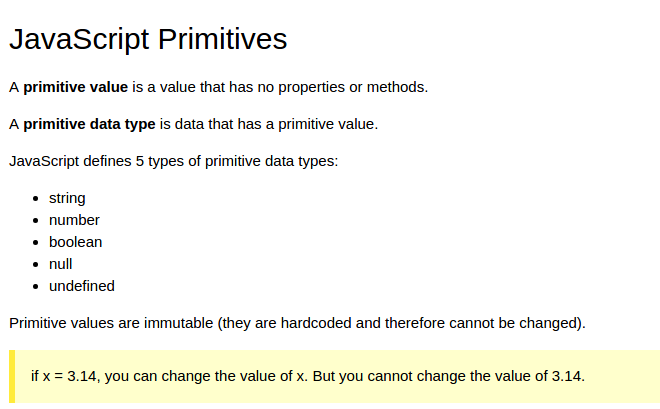 JavaScript Primitives
A primitive value is a value that has no properties or methods.
A primitive data type is data that has a primitive value.
JavaScript defines 5 types of primitive data types:
• string
• number
• boolean
• null
• undefined
Primitive values are immutable (they are hardcoded and therefore cannot be changed).
if x = 3.14, you can change the value of x. But you cannot change the value of 3.14.